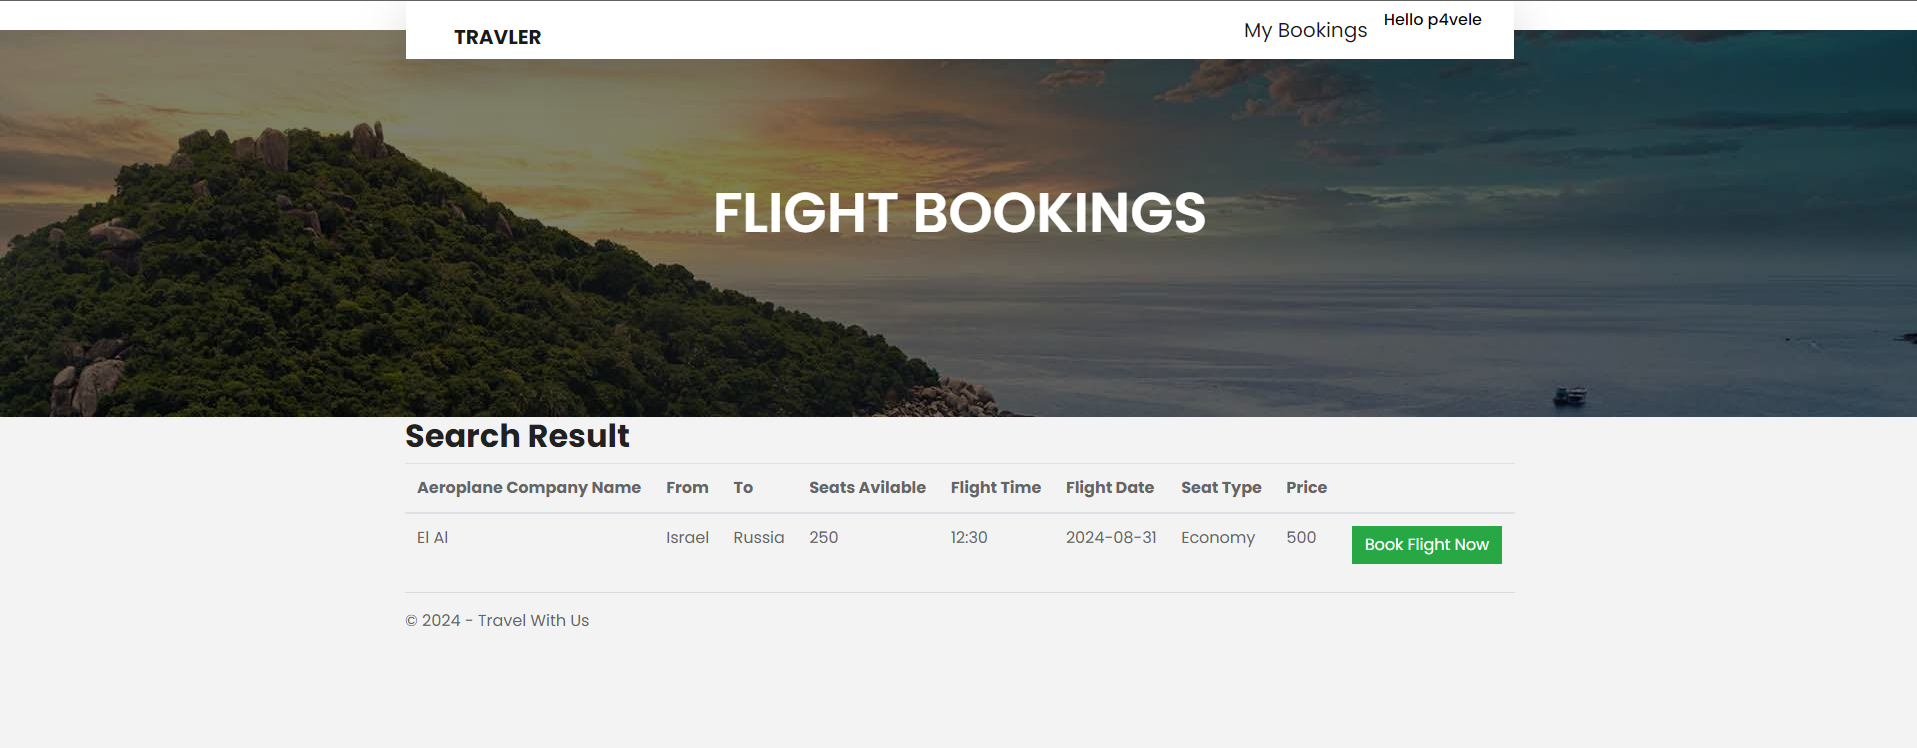 TRAVLER
My Bookings
Hello p4vele
FLIGHT BOOKINGS
Search Result
Aeroplane Company Name From To Seats Avilable Flight Time Flight Date Seat Type Price
El Al Israel Russia 250 12:30 2024-08-31 Economy 500 Book Flight Now
© 2024 - Travel With Us